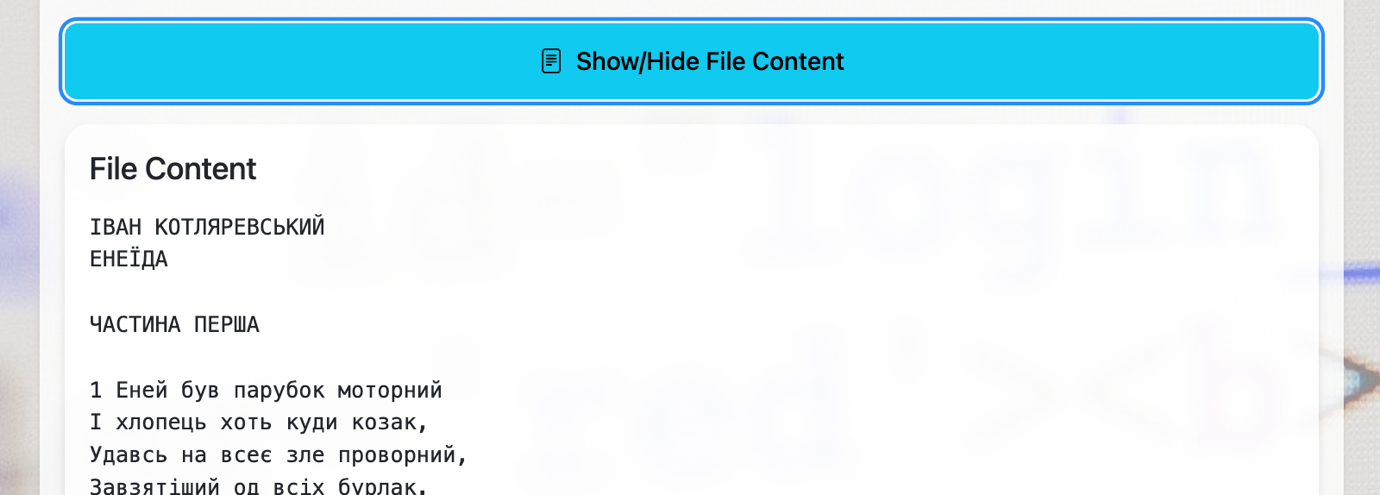 Show/Hide File Content
File Content
ІВАН КОТЛЯРЕВСЬКИЙ
ЕНЕЇДА
ЧАСТИНА ПЕРША
1 Еней був парубок моторний
І хлопець хоть куди козак,
Удавсь на всеє зле проворний,
Завзятіший од всіх бурлак.